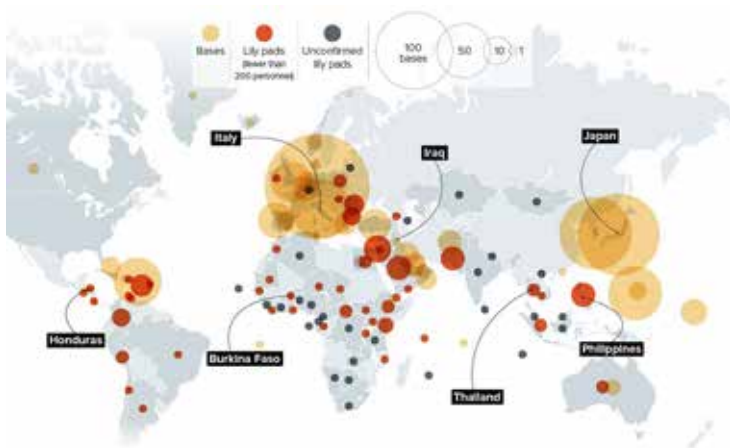 Bases
Lily pads
(fewer than
200 personnel)
Unconfirmed
lily pads
100
bases
50
10
1
Italy
Iraq
Japan
Honduras
Burkina Faso
Thailand
Philippines